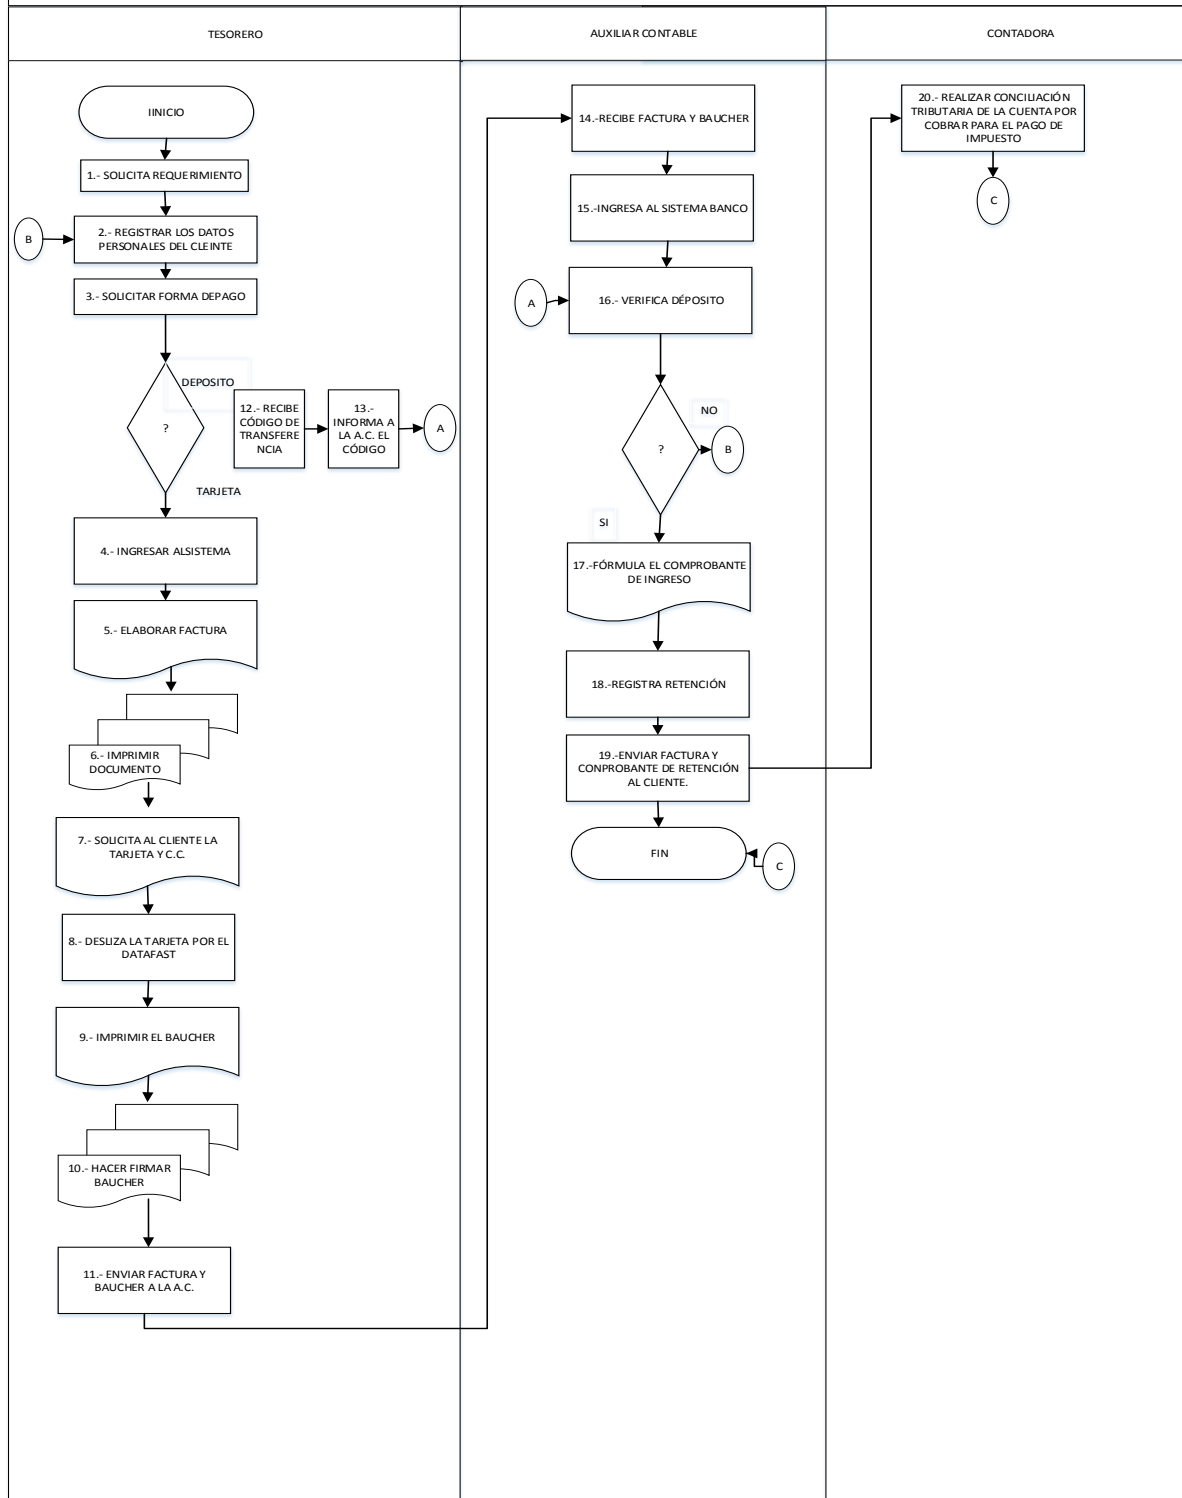 TESORERO
AUXILIAR CONTABLE
CONTADORA
IINICIO
1.- SOLICITA REQUERIMIENTO
B
2.- REGISTRAR LOS DATOS
PERSONALES DEL CLEINTE
3.- SOLICITAR FORMA DEPAGO
DEPOSITO
?
12.- RECIBE
CÓDIGO DE
TRANSFERE
NCIA
13.-
INFORMA A
LA A.C. EL
CÓDIGO
A
TARJETA
4.- INGRESAR ALSISTEMA
5.- ELABORAR FACTURA
6.- IMPRIMIR
DOCUMENTO
7.- SOLICITA AL CLIENTE LA
TARJETA Y C.C.
8.- DESLIZA LA TARJETA POR EL
DATAFAST
9.- IMPRIMIR EL BAUCHER
10.- HACER FIRMAR
BAUCHER
11.- ENVIAR FACTURA Y
BAUCHER A LA A.C.
14.-RECIBE FACTURA Y BAUCHER
15.-INGRESA AL SISTEMA BANCO
A
16.- VERIFICA DÉPOSITO
NO
?
B
SI
17.-FÓRMULA EL COMPROBANTE
DE INGRESO
18.-REGISTRA RETENCIÓN
19.-ENVIAR FACTURA Y
CONPROBANTE DE RETENCIÓN
AL CLIENTE.
FIN
C
20.- REALIZAR CONCILIACIÓN
TRIBUTARIA DE LA CUENTA POR
COBRAR PARA EL PAGO DE
IMPUESTO
C